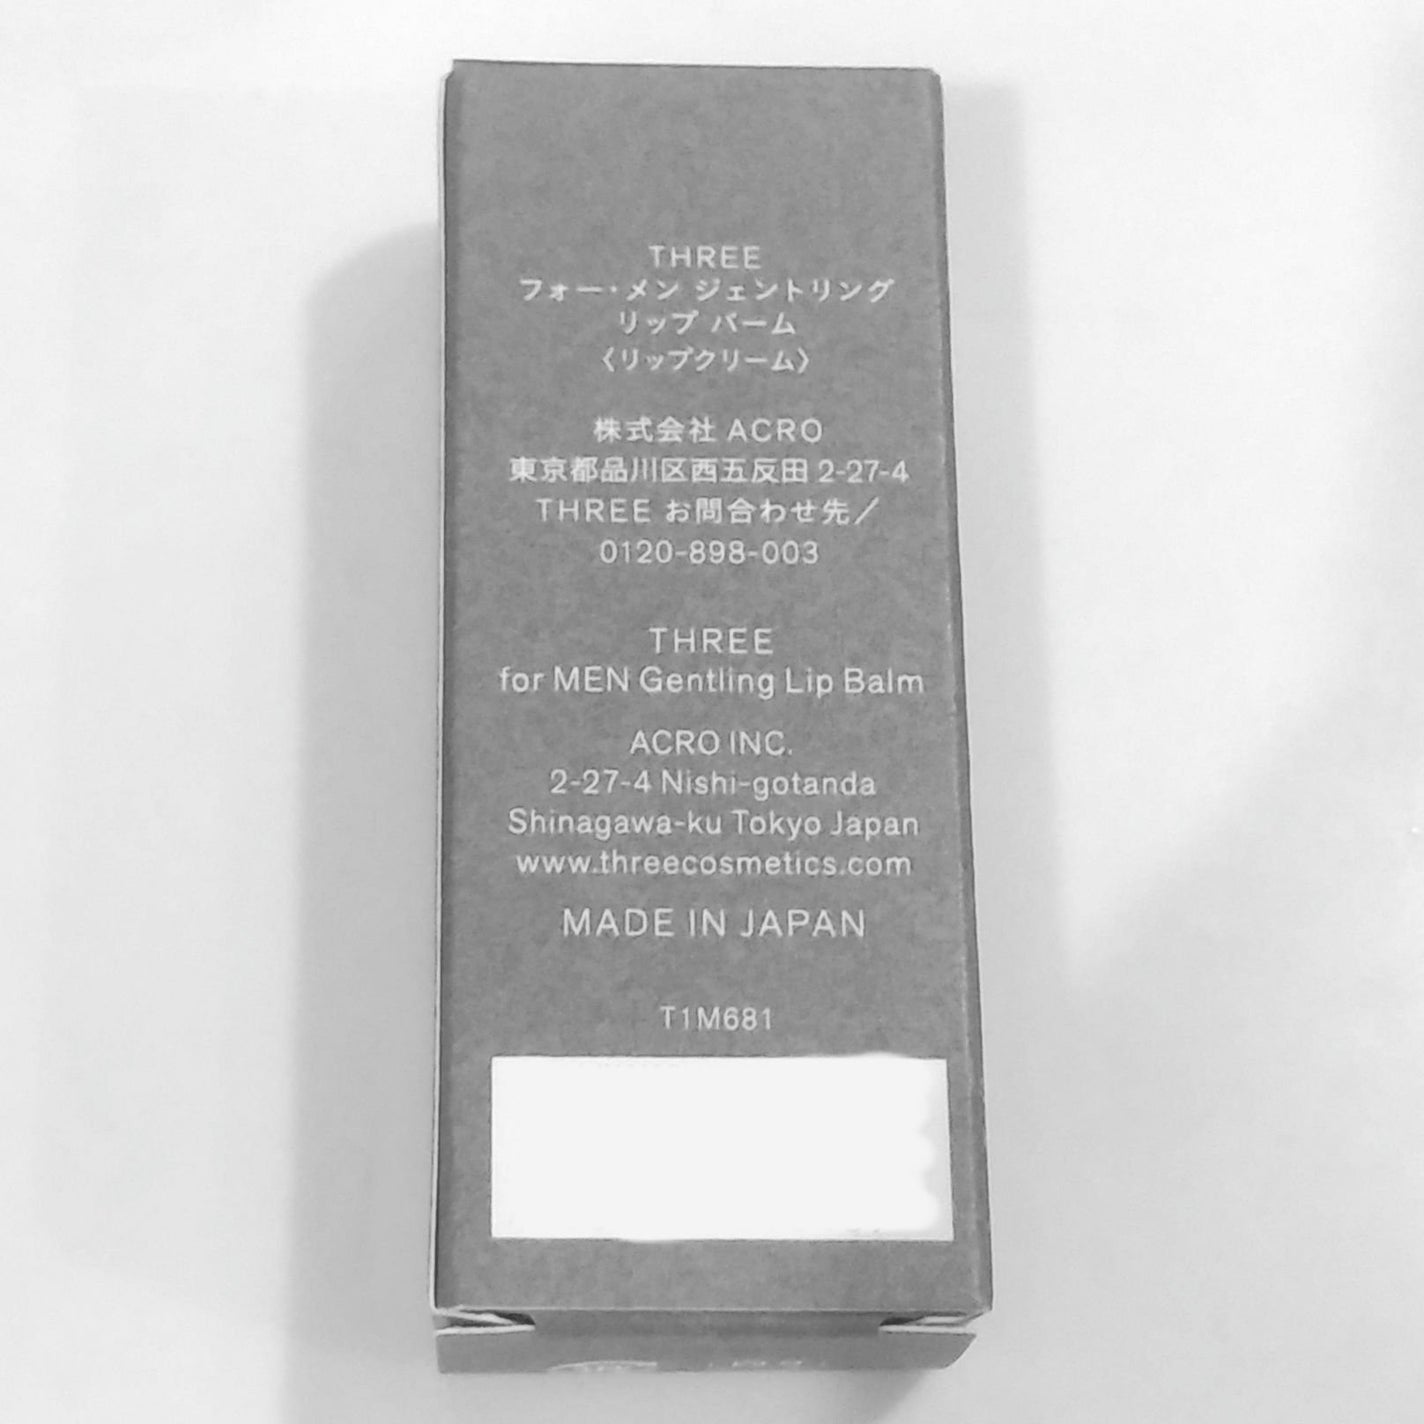 THREE
フォー・メン ジェントリング
リップ バーム
〈リップクリーム〉
株式会社 ACRO
東京都品川区西五反田 2-27-4
THREE お問合わせ先／
0120-898-003
THREE
for MEN Gentling Lip Balm
ACRO INC.
2-27-4 Nishi-gotanda
Shinagawa-ku Tokyo Japan
www.threecosmetics.com
MADE IN JAPAN
T1M681